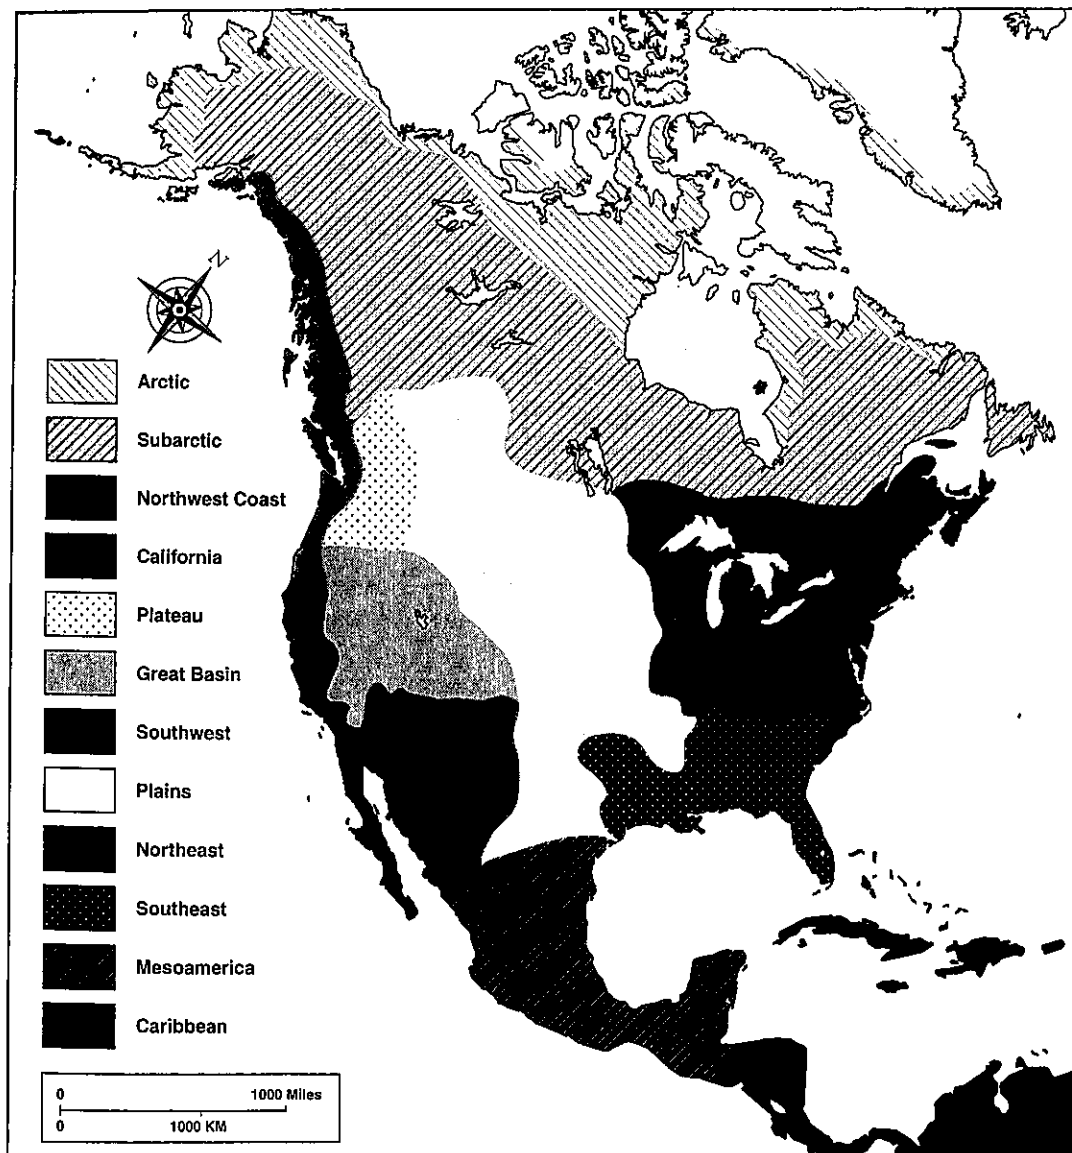 N
Arctic
Subarctic
Northwest Coast
California
Plateau
Great Basin
Southwest
Plains
Northeast
Southeast
Mesoamerica
Caribbean
0 1000 Miles
0 1000 KM